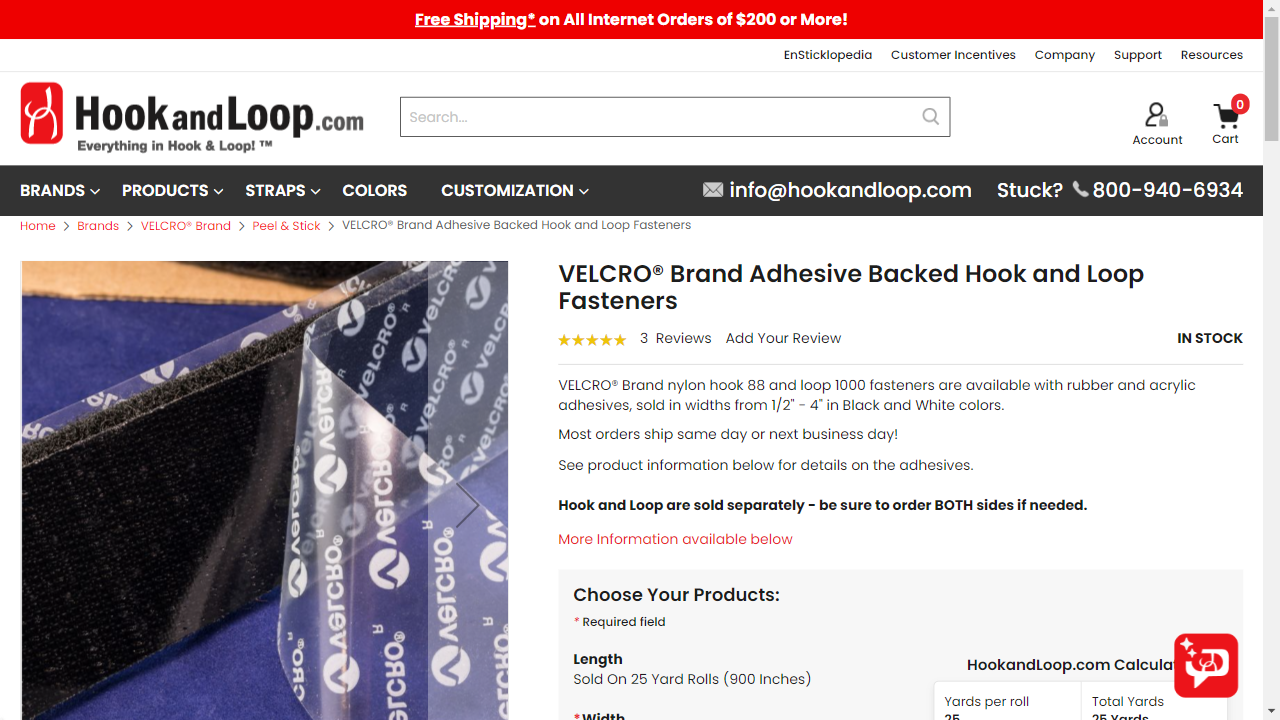 Free Shipping* on All Internet Orders of $200 or More!
EnSticklopedia Customer Incentives Company Support Resources
HookandLoop.com
Everything in Hook & Loop! ™
Search...
Account
0
Cart
BRANDS PRODUCTS STRAPS COLORS CUSTOMIZATION info@hookandloop.com Stuck? 800-940-6934
Home > Brands > VELCRO® Brand > Peel & Stick > VELCRO® Brand Adhesive Backed Hook and Loop Fasteners
VELCRO®
VELCRO® Brand Adhesive Backed Hook and Loop
Fasteners
3 Reviews Add Your Review IN STOCK
VELCRO® Brand nylon hook 88 and loop 1000 fasteners are available with rubber and acrylic
adhesives, sold in widths from 1/2" - 4" in Black and White colors.
Most orders ship same day or next business day!
See product information below for details on the adhesives.
Hook and Loop are sold separately - be sure to order BOTH sides if needed.
More Information available below
Choose Your Products:
* Required field
Length
Sold On 25 Yard Rolls (900 Inches)
* Width
HookandLoop.com Calcula
Yards per roll Total Yards
25 25 Yards